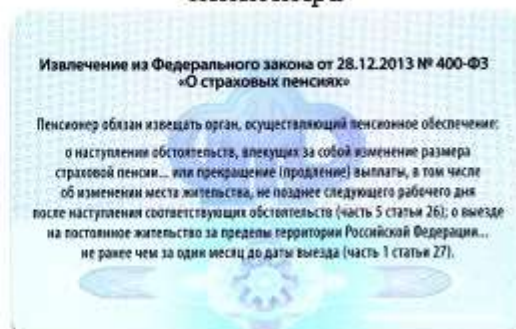 Извлечение из Федерального закона от 28.12.2013 № 400-ФЗ
«О страховых пенсиях»
Пенсионер обязан извещать орган, осуществляющий пенсионное обеспечение:
о наступлении обстоятельств, влекущих за собой изменение размера
страховой пенсии... или прекращение (продление) выплаты, в том числе
об изменении места жительства, не позднее следующего рабочего дня
после наступления соответствующих обстоятельств (часть 5 статьи 26); о выезде
на постоянное жительство за пределы территории Российской Федерации...
не ранее чем за один месяц до даты выезда (часть 1 статьи 27).